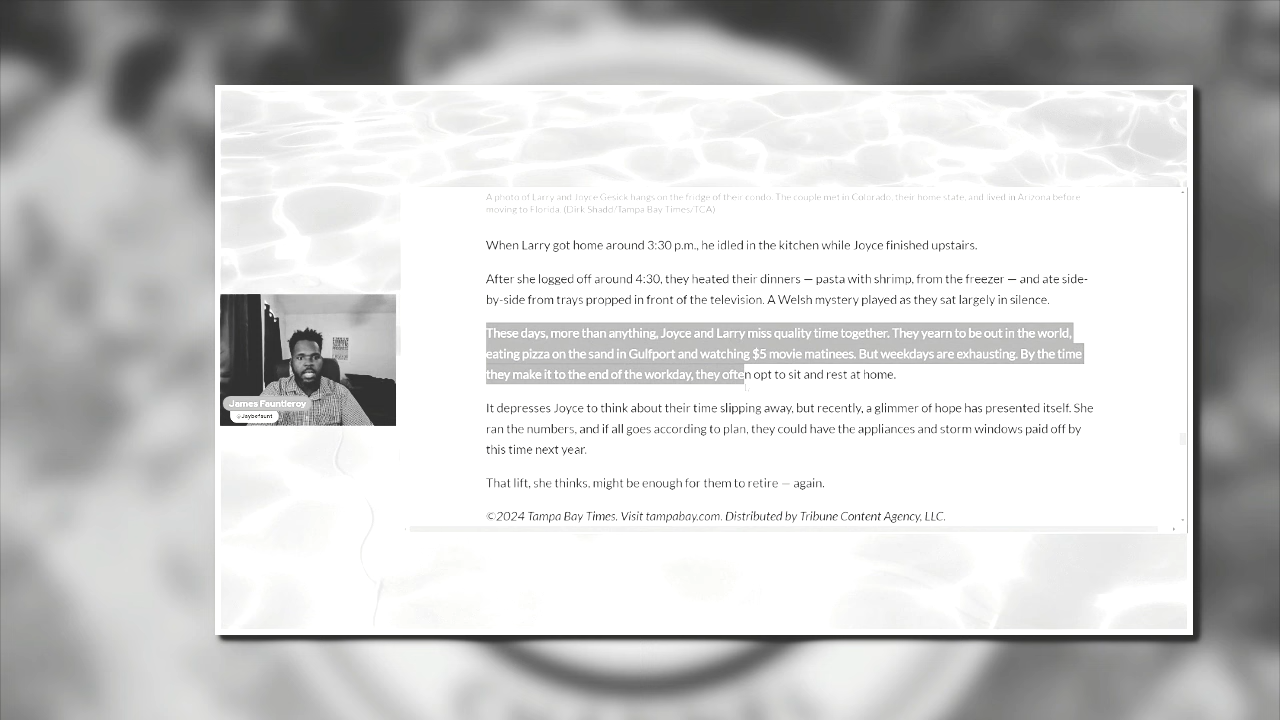 A photo of Larry and Joyce Gesick hangs on the fridge of their condo. The couple met in Colorado, their home state, and lived in Arizona before
moving to Florida. (Dirk Shadd/Tampa Bay Times/TCA)
When Larry got home around 3:30 p.m., he idled in the kitchen while Joyce finished upstairs.
After she logged off around 4:30, they heated their dinners — pasta with shrimp, from the freezer — and ate side-
by-side from trays propped in front of the television. A Welsh mystery played as they sat largely in silence.
These days, more than anything, Joyce and Larry miss quality time together. They yearn to be out in the world,
eating pizza on the sand in Gulfport and watching $5 movie matinees. But weekdays are exhausting. By the time
they make it to the end of the workday, they often opt to sit and rest at home.
It depresses Joyce to think about their time slipping away, but recently, a glimmer of hope has presented itself. She
ran the numbers, and if all goes according to plan, they could have the appliances and storm windows paid off by
this time next year.
That lift, she thinks, might be enough for them to retire — again.
©2024 Tampa Bay Times. Visit tampabay.com. Distributed by Tribune Content Agency, LLC.
James Fauntleroy
@Jaybefaunt